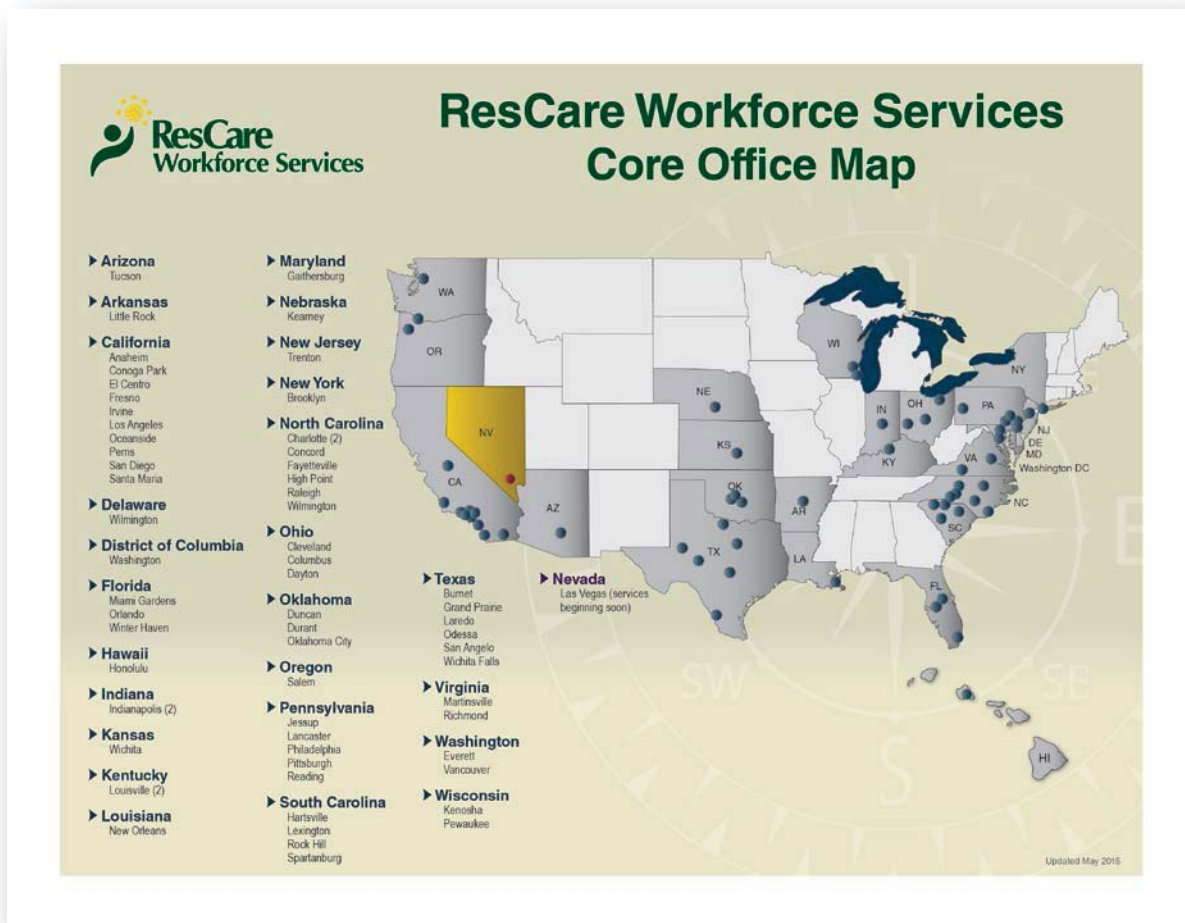 ResCare
Workforce Services
ResCare Workforce Services
Core Office Map
Arizona
Tucson
Arkansas
Little Rock
California
Anaheim
Conoga Park
El Centro
Fresno
Irvine
Los Angeles
Oceanside
Perris
San Diego
Santa Maria
Delaware
Wilmington
District of Columbia
Washington
Florida
Miami Gardens
Orlando
Winter Haven
Hawaii
Honolulu
Indiana
Indianapolis (2)
Kansas
Wichita
Kentucky
Louisville (2)
Louisiana
New Orleans
Maryland
Gaithersburg
Nebraska
Kearney
New Jersey
Trenton
New York
Brooklyn
North Carolina
Charlotte (2)
Concord
Fayetteville
High Point
Raleigh
Wilmington
Ohio
Cleveland
Columbus
Dayton
Oklahoma
Duncan
Durant
Oklahoma City
Oregon
Salem
Pennsylvania
Jessup
Lancaster
Philadelphia
Pittsburgh
Reading
South Carolina
Hartsville
Lexington
Rock Hill
Spartanburg
Texas
Burnet
Grand Prairie
Laredo
Odessa
San Angelo
Wichita Falls
Virginia
Martinsville
Richmond
Washington
Everett
Vancouver
Wisconsin
Kenosha
Pewaukee
Nevada
Las Vegas (services
beginning soon)
WA
OR
NV
CA
AZ
NE
KS
OK
TX
AR
LA
WI
IN
OH
KY
PA
NY
NJ
DE
MD
Washington DC
VA
NC
SC
FL
HI
N
E
SE
S
SW
Updated May 2015